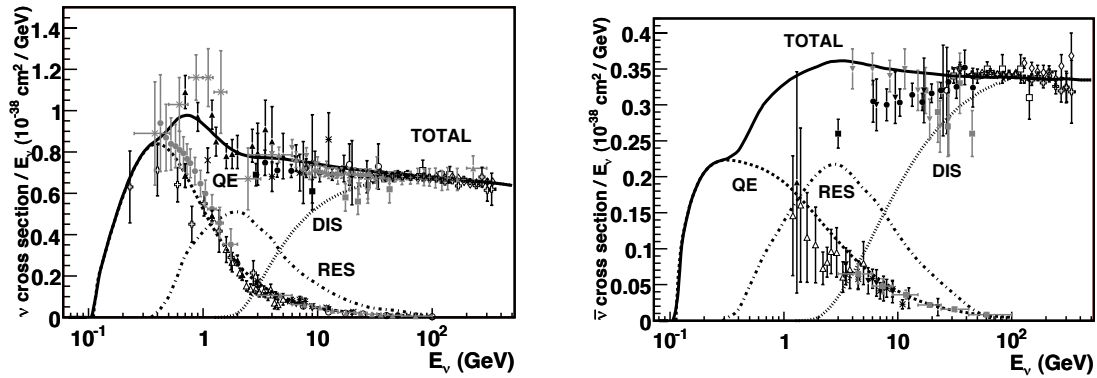 ν cross section / E_ν (10^-38 cm^2 / GeV)
1.4
1.2
1
0.8
0.6
0.4
0.2
0
TOTAL
QE
DIS
RES
10^-1
1
10
10^2
E_ν (GeV)
ν̅ cross section / E_ν (10^-38 cm^2 / GeV)
0.4
0.35
0.3
0.25
0.2
0.15
0.1
0.05
0
TOTAL
QE
RES
DIS
10^-1
1
10
10^2
E_ν (GeV)